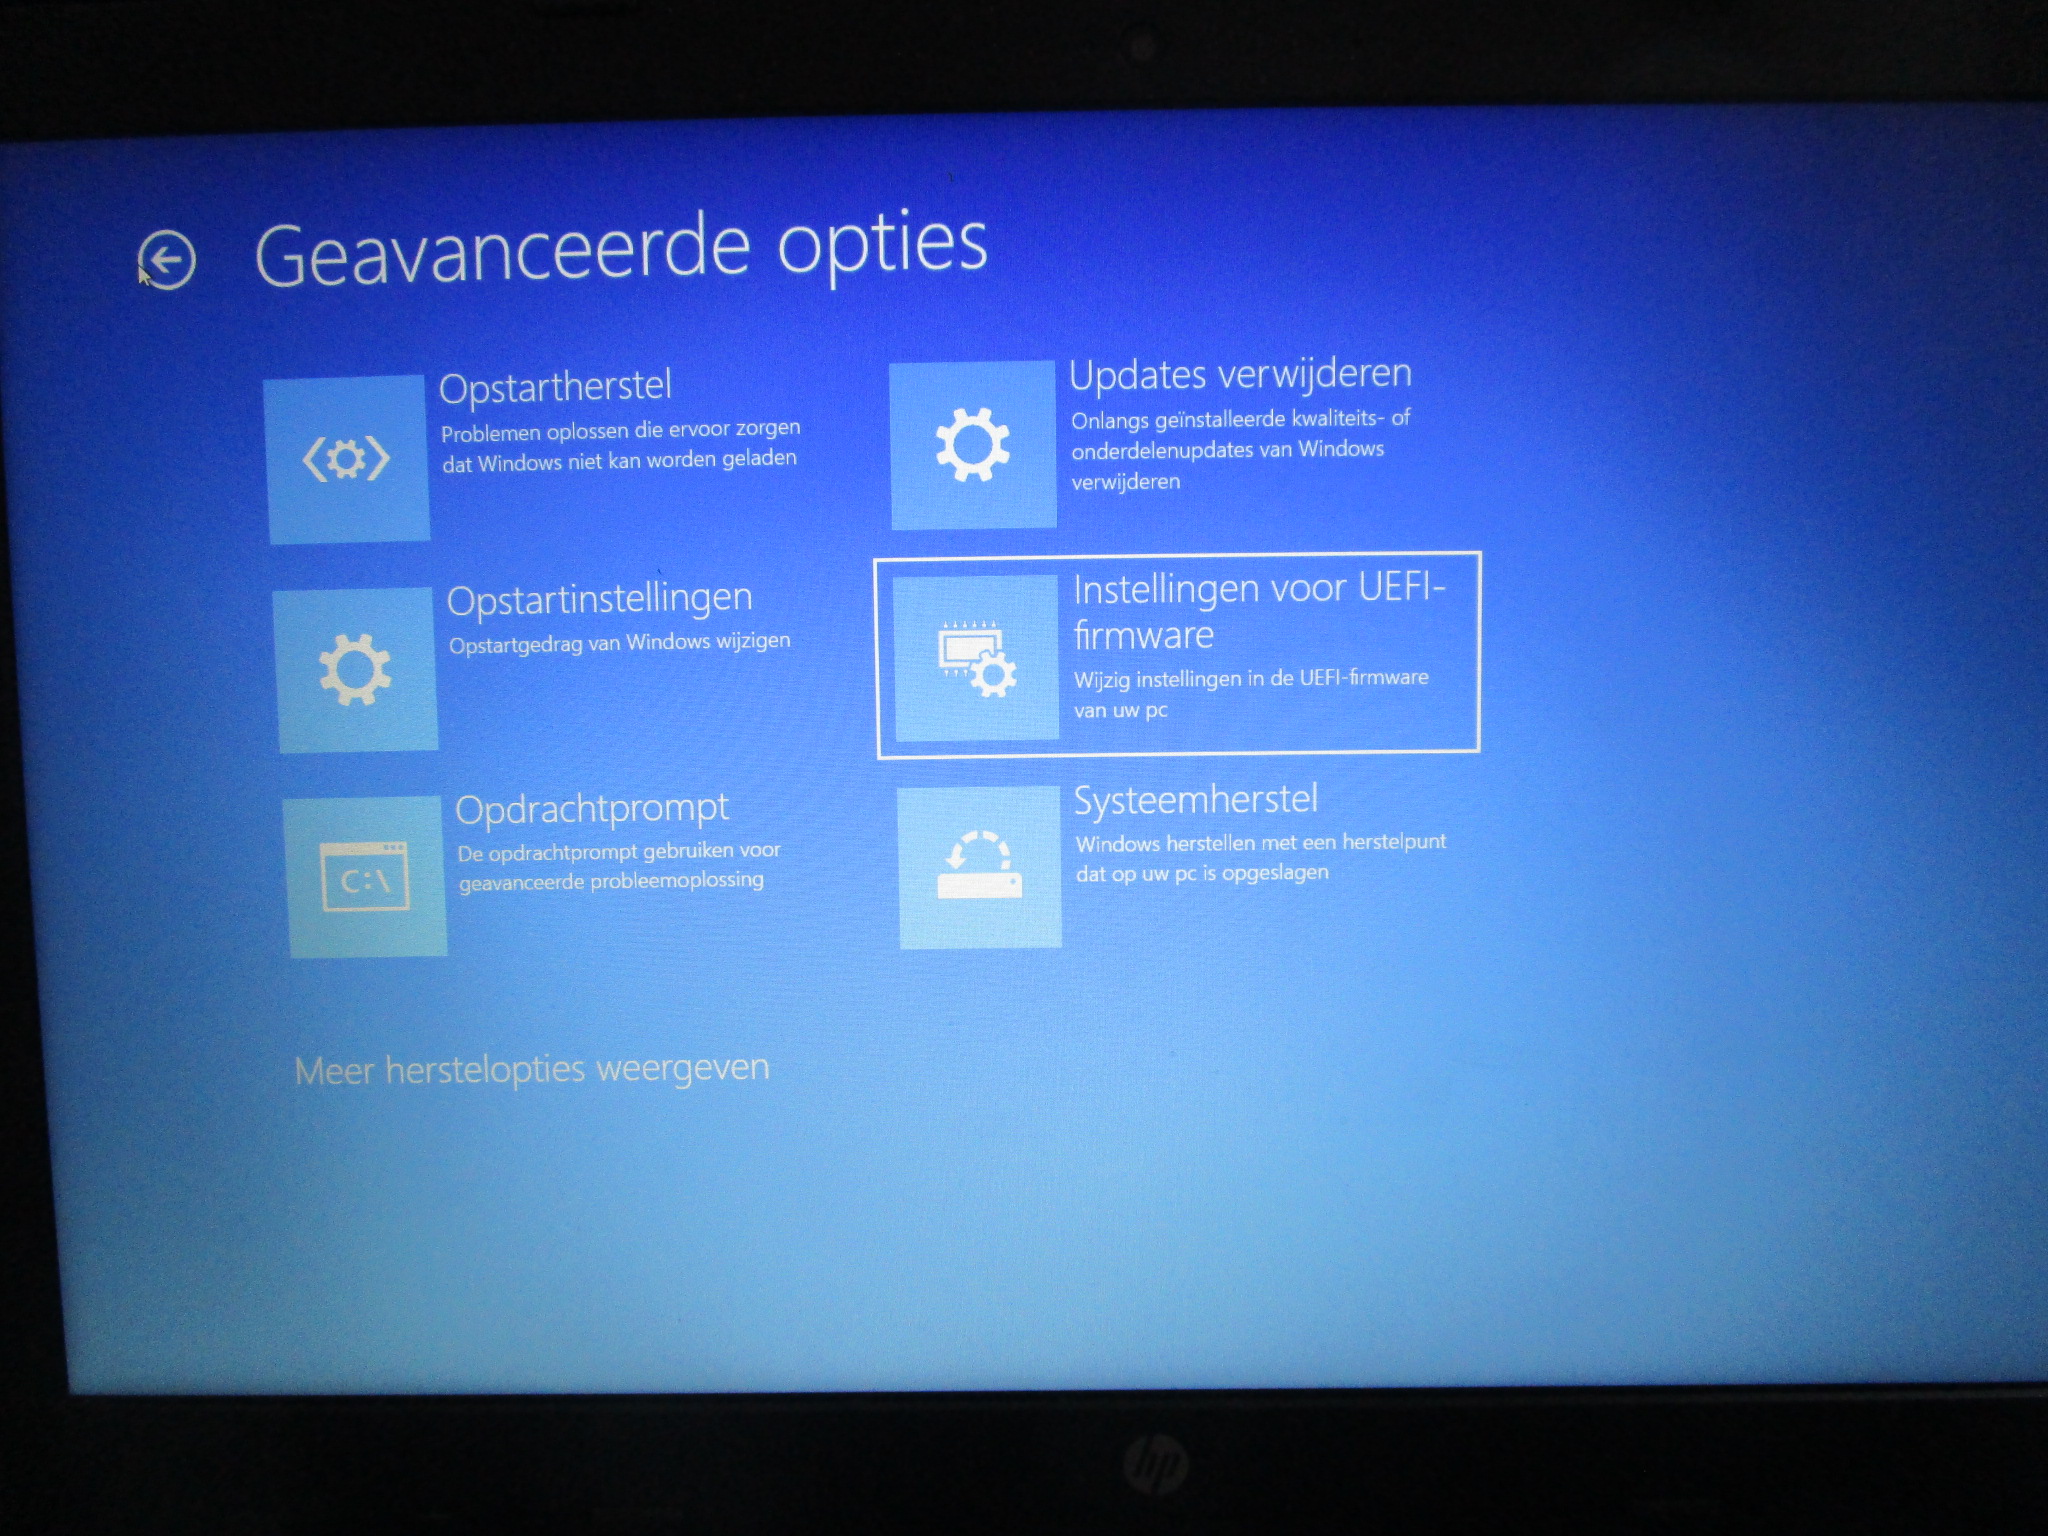 Geavanceerde opties
Opstartherstel
Problemen oplossen die ervoor zorgen
dat Windows niet kan worden geladen
Updates verwijderen
Onlangs geïnstalleerde kwaliteits- of
onderdelenupdates van Windows
verwijderen
Opstartinstellingen
Opstartgedrag van Windows wijzigen
Instellingen voor UEFI-
firmware
Wijzig instellingen in de UEFI-firmware
van uw pc
C:\
Opdrachtprompt
De opdrachtprompt gebruiken voor
geavanceerde probleemoplossing
Systeemherstel
Windows herstellen met een herstelpunt
dat op uw pc is opgeslagen
Meer herstelopties weergeven
hp